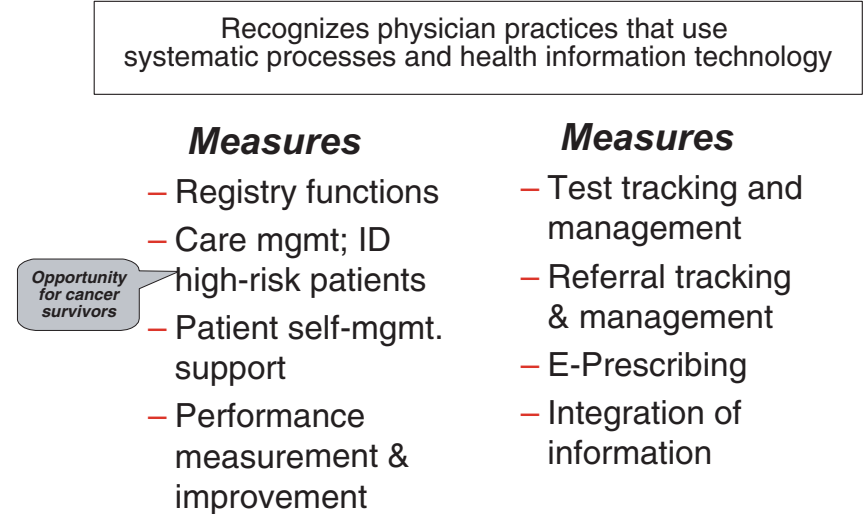 Recognizes physician practices that use
systematic processes and health information technology
Measures
– Registry functions
– Care mgmt; ID
high-risk patients
Opportunity
for cancer
survivors
– Patient self-mgmt.
support
– Performance
measurement &
improvement
Measures
– Test tracking and
management
– Referral tracking
& management
– E-Prescribing
– Integration of
information